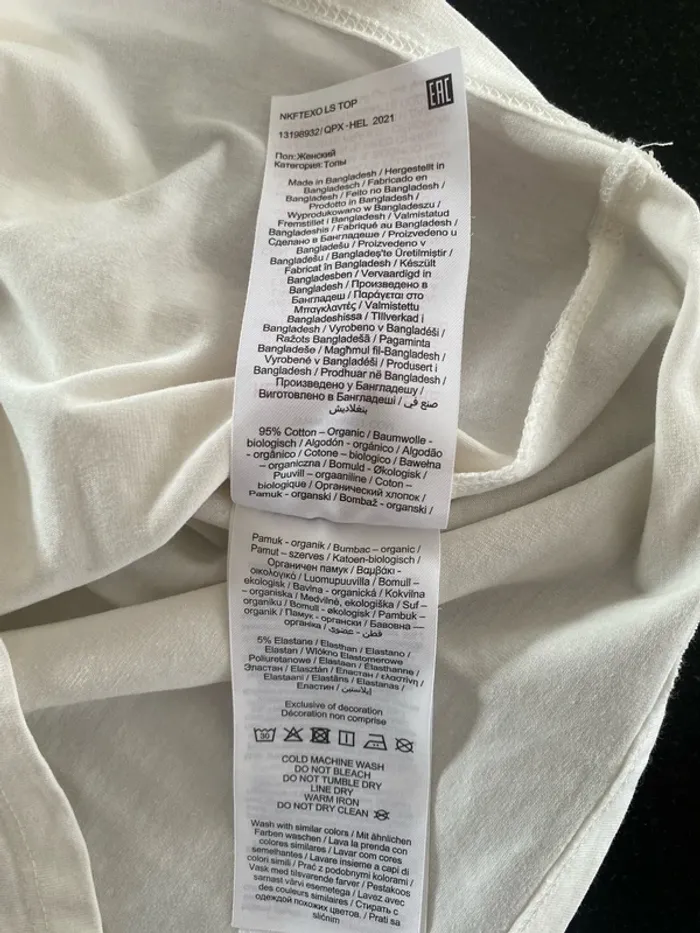 EAC
NKFTEXO LS TOP
13198932/ QPX -HEL 2021
Пол:Женский
Категория:Топы
Made in Bangladesh / Hergestellt in
Bangladesch / Fabricado en
Bangladesh / Feito no Bangladesh /
Prodotto in Bangladesh /
Wyprodukowano w Bangladeszu /
Fremstillet i Bangladesh / Valmistatud
Bangladeshis / Fabriqué au Bangladesh /
Сделано в Бангладеше / Proizvedeno u
Bangladešu / Proizvedeno v
Bangladešu / Bangladeş'te Üretilmiştir /
Fabricat în Bangladesh / Készült
Bangladesben / Vervaardigd in
Bangladesh / Произведено в
Бангладеш / Παράγεται στο
Μπαγκλαντές / Valmistettu
Bangladeshissa / Tillverkad i
Bangladesh / Vyrobeno v Bangladéši /
Ražots Bangladešā / Pagaminta
Bangladeše / Magħmul fil-Bangladesh /
Vyrobené v Bangladéši / Produsert i
Bangladesh / Prodhuar në Bangladesh /
Произведено у Бангладешу /
Виготовлено в Бангладеші / صنع في
بنغلاديش
95% Cotton – Organic / Baumwolle -
biologisch / Algodón - orgánico / Algodão
- orgânico / Cotone – biologico / Bawełna
– organiczna / Bomuld - Økologisk /
Puuvill – orgaaniline / Coton –
biologique / Органический хлопок /
Pamuk - organski / Bombaž - organski /
Pamuk - organik / Bumbac – organic /
Pamut – szerves / Katoen-biologisch /
Органичен памук / Βαμβάκι -
οικολογικό / Luomupuuvilla / Bomull –
ekologisk / Bavlna - organická / Kokvilna
– organiska / Medvilnė, ekologiška / Suf –
organiku / Bomull - økologisk / Pambuk –
organik / Памук - органски / Бавовна —
органіка / قطن - عضوي
5% Elastane / Elasthan / Elastano /
Elastan / Włókno Elastomerowe
Poliuretanowe / Elastaan / Élasthanne /
Эластан / Elasztán / Еластан / ελαστίνη /
Elastaani / Elastāns / Elastanas /
Еластин / إيلاستين
Exclusive of decoration
Décoration non comprise
30
COLD MACHINE WASH
DO NOT BLEACH
DO NOT TUMBLE DRY
LINE DRY
WARM IRON
DO NOT DRY CLEAN
Wash with similar colors / Mit ähnlichen
Farben waschen / Lava la prenda con
colores similares / Lavar com cores
semelhantes / Lavare insieme a capi di
colori simili / Prać z podobnymi kolorami /
Vask med tilsvarende farver / Pestakoos
sarnast värvi esemetega / Lavez avec
des couleurs similaires / Стирать с
одеждой похожих цветов. / Prati sa
sličnim